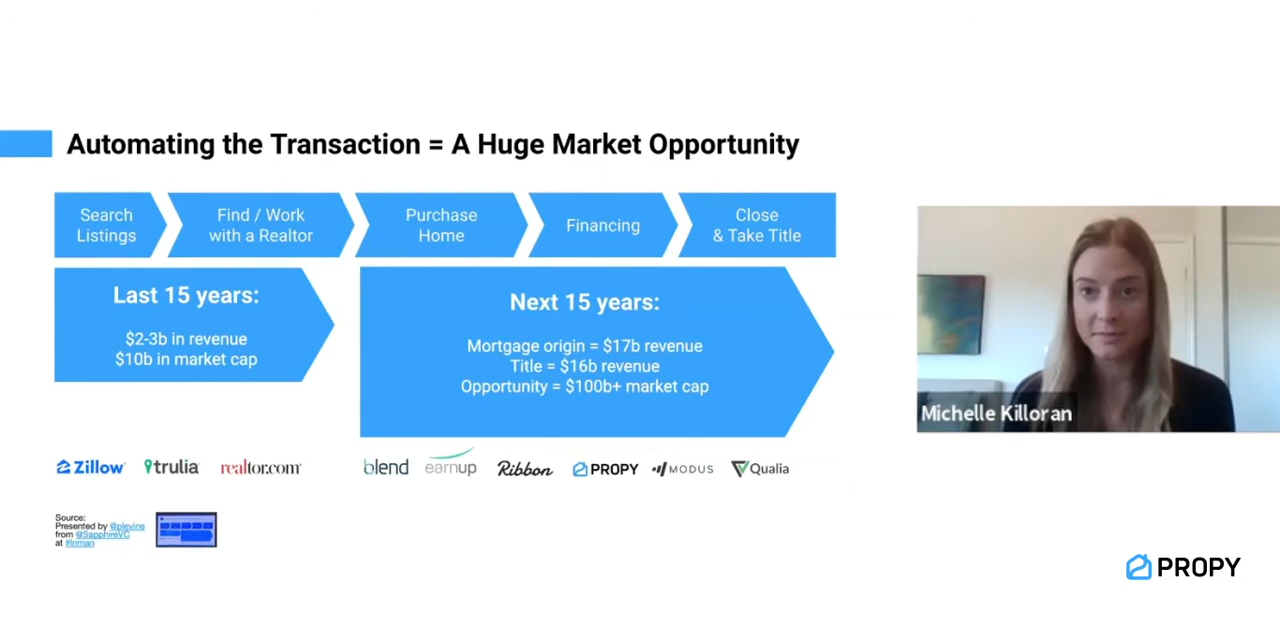 Automating the Transaction = A Huge Market Opportunity
Search
Listings
Find / Work
with a Realtor
Purchase
Home
Financing
Close
& Take Title
Last 15 years:
$2-3b in revenue
$10b in market cap
Next 15 years:
Mortgage origin = $17b revenue
Title = $16b revenue
Opportunity = $100b+ market cap
Zillow
trulia
realtor.com
blend
earnup
Ribbon
PROPY
MODUS
Qualia
Source:
Presented by @plevine
from @SapphireVC
at #Inman
Michelle Killoran
PROPY